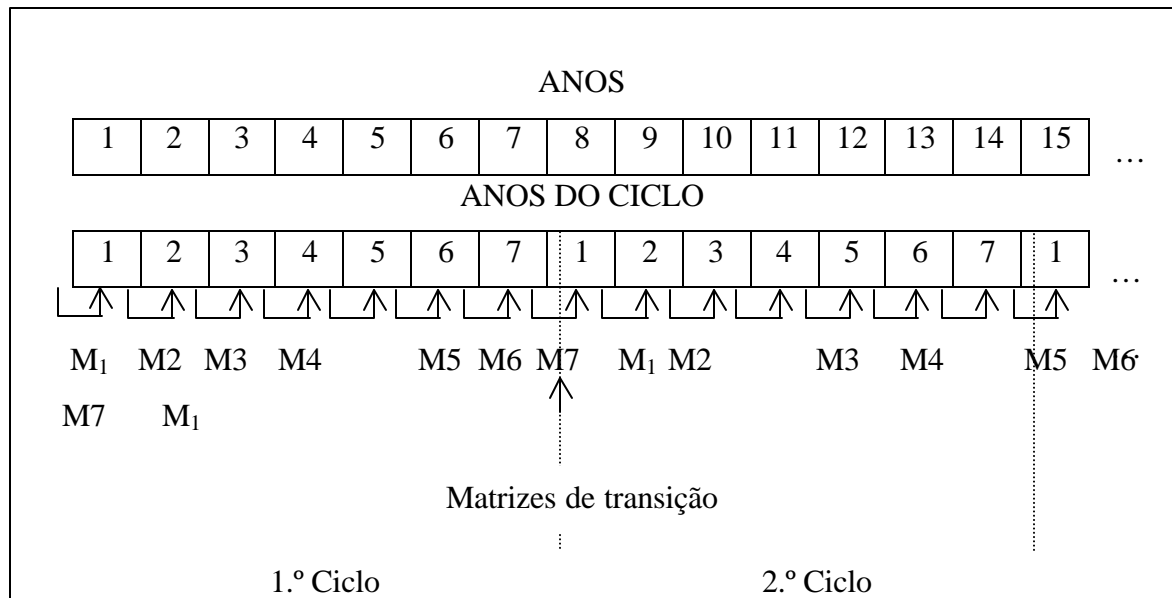 ANOS
1 2 3 4 5 6 7 8 9 10 11 12 13 14 15 ...
ANOS DO CICLO
1 2 3 4 5 6 7 1 2 3 4 5 6 7 1 ...
M1 M2 M3 M4 M5 M6 M7 M1 M2 M3 M4 M5 M6...
M7 M1
Matrizes de transição
1.º Ciclo 2.º Ciclo